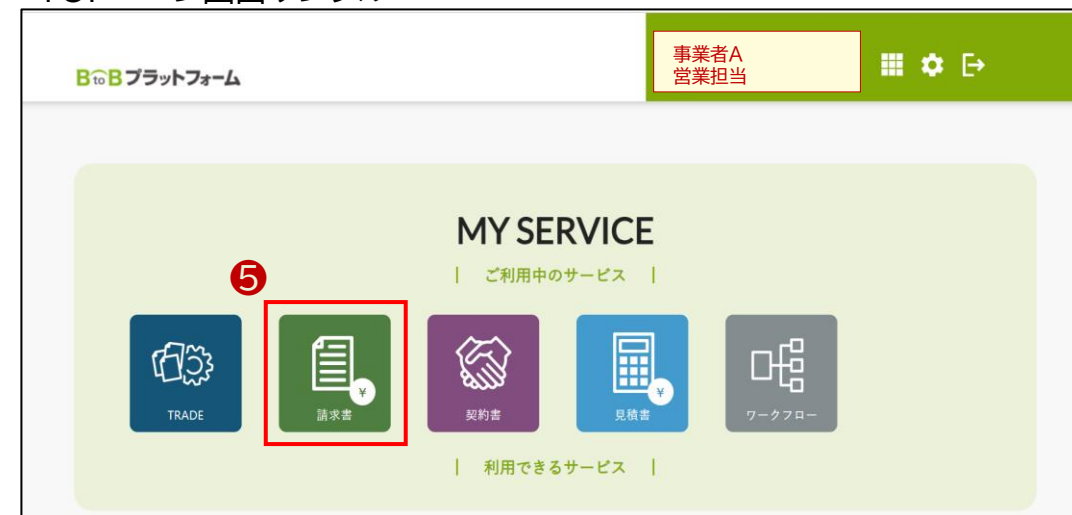 事業者A
営業担当
BtoBプラットフォーム
MY SERVICE
| ご利用中のサービス |
❺
TRADE
請求書
契約書
見積書
ワークフロー
¥
¥
| 利用できるサービス |